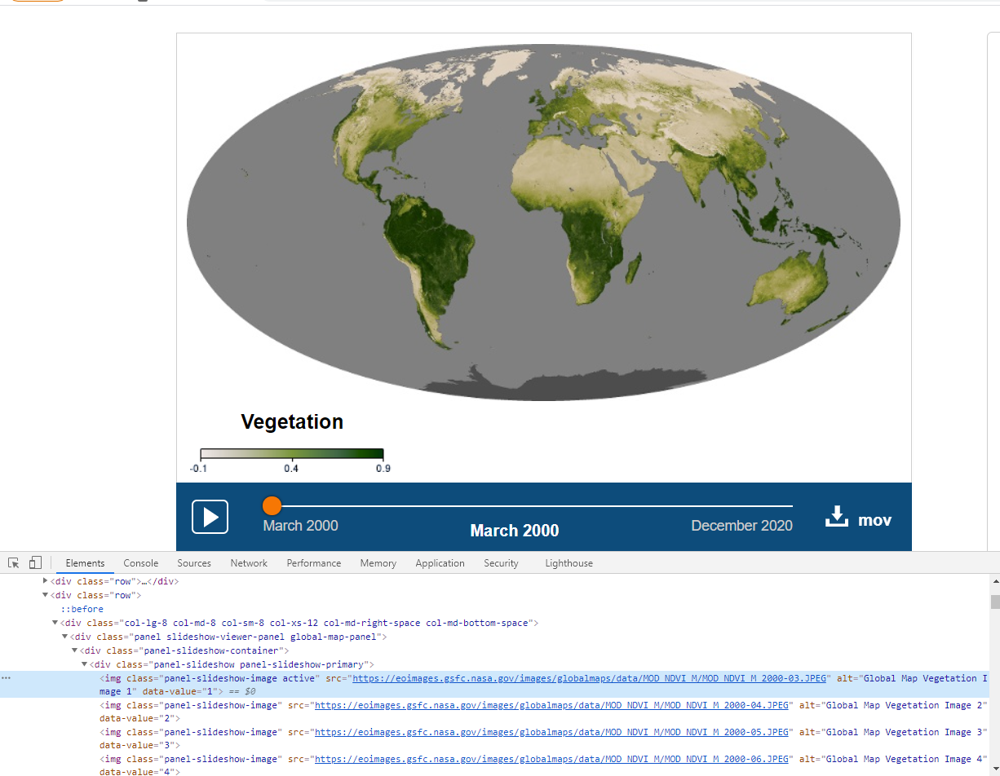 Vegetation
-0.1 0.4 0.9
March 2000 March 2000 December 2020 mov
Elements Console Sources Network Performance Memory Application Security Lighthouse
<div class="row">…</div>
<div class="row">
::before
<div class="col-lg-8 col-md-8 col-sm-8 col-xs-12 col-md-right-space col-md-bottom-space">
<div class="panel slideshow-viewer-panel global-map-panel">
<div class="panel-slideshow-container">
<div class="panel-slideshow panel-slideshow-primary">
<img class="panel-slideshow-image active" src="https://eoimages.gsfc.nasa.gov/images/globalmaps/data/MOD_NDVI_M/MOD_NDVI_M_2000-03.JPEG" alt="Global Map Vegetation I
mage 1" data-value="1"> == $0
<img class="panel-slideshow-image" src="https://eoimages.gsfc.nasa.gov/images/globalmaps/data/MOD_NDVI_M/MOD_NDVI_M_2000-04.JPEG" alt="Global Map Vegetation Image 2"
data-value="2">
<img class="panel-slideshow-image" src="https://eoimages.gsfc.nasa.gov/images/globalmaps/data/MOD_NDVI_M/MOD_NDVI_M_2000-05.JPEG" alt="Global Map Vegetation Image 3"
data-value="3">
<img class="panel-slideshow-image" src="https://eoimages.gsfc.nasa.gov/images/globalmaps/data/MOD_NDVI_M/MOD_NDVI_M_2000-06.JPEG" alt="Global Map Vegetation Image 4"
data-value="4">